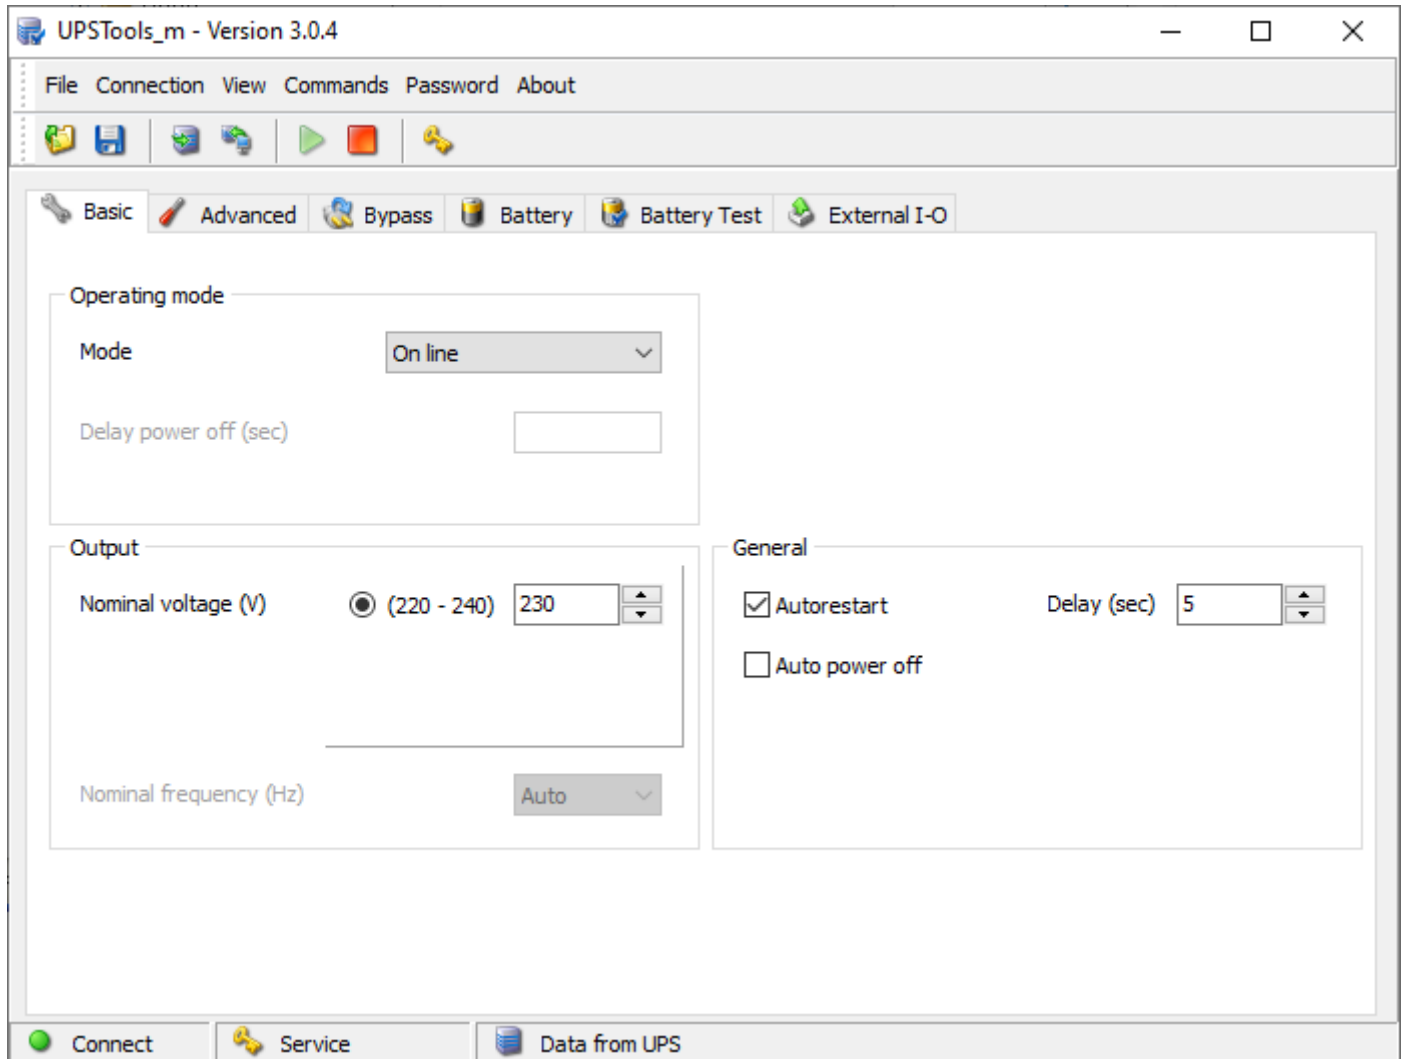 UPSTools_m - Version 3.0.4
File Connection View Commands Password About
Basic Advanced Bypass Battery Battery Test External I-O
Operating mode
Mode On line
Delay power off (sec)
Output
Nominal voltage (V) (220 - 240) 230
Nominal frequency (Hz) Auto
General
Autorestart Delay (sec) 5
Auto power off
Connect Service Data from UPS